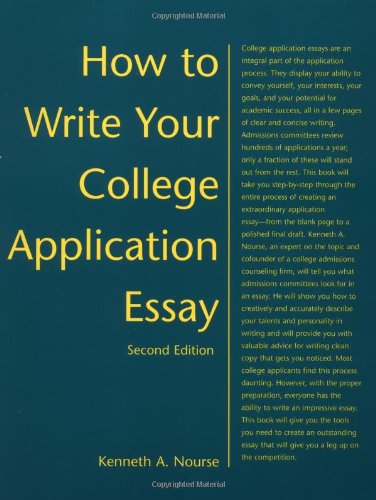 Copyrighted Material
How to
Write Your
College
Application
Essay
Second Edition
Kenneth A. Nourse
College application essays are an
integral part of the application
process. They display your ability to
convey yourself, your interests, your
goals, and your potential for
academic success, all in a few pages
of clear and concise writing.
Admissions committees review
hundreds of applications a year;
only a fraction of these will stand
out from the rest. This book will
take you step-by-step through the
entire process of creating an
extraordinary application
essay—from the blank page to a
polished final draft. Kenneth A.
Nourse, an expert on the topic and
cofounder of a college admissions
counseling firm, will tell you what
admissions committees look for in
an essay. He will show you how to
creatively and accurately describe
your talents and personality in
writing and will provide you with
valuable advice for writing clean
copy that gets you noticed. Most
college applicants find this process
daunting. However, with the proper
preparation, everyone has the
ability to write an impressive essay.
This book will give you the tools
you need to create an outstanding
essay that will give you a leg up on
the competition.
Copyrighted Material